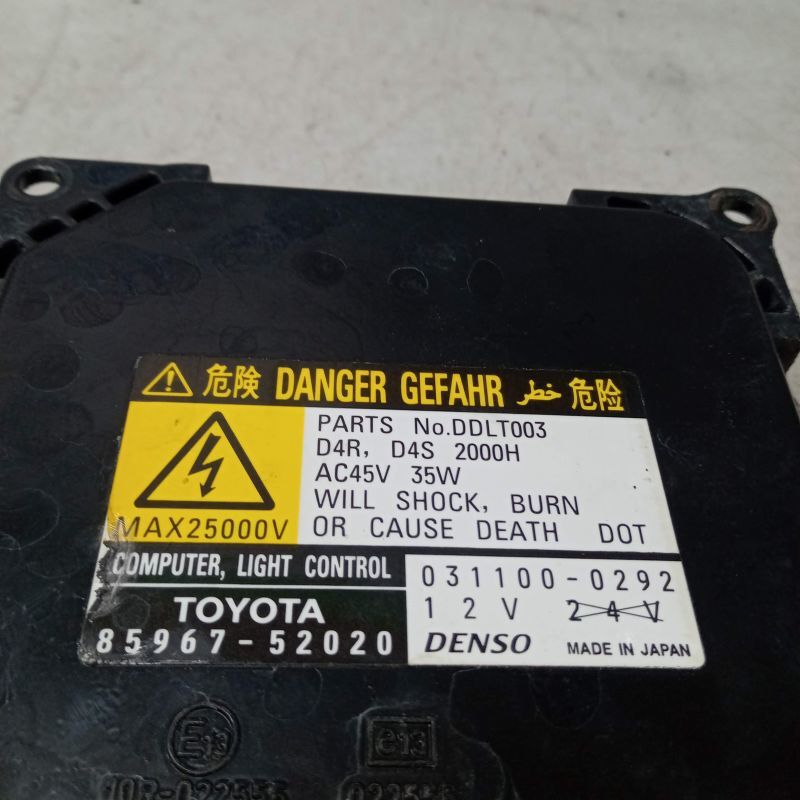 危険 DANGER GEFAHR خطر 危险
PARTS No.DDLT003
D4R, D4S 2000H
AC45V 35W
WILL SHOCK, BURN
OR CAUSE DEATH DOT
MAX25000V
COMPUTER, LIGHT CONTROL
TOYOTA
85967-52020
031100-0292
12V 24V
DENSO MADE IN JAPAN
E13 e13